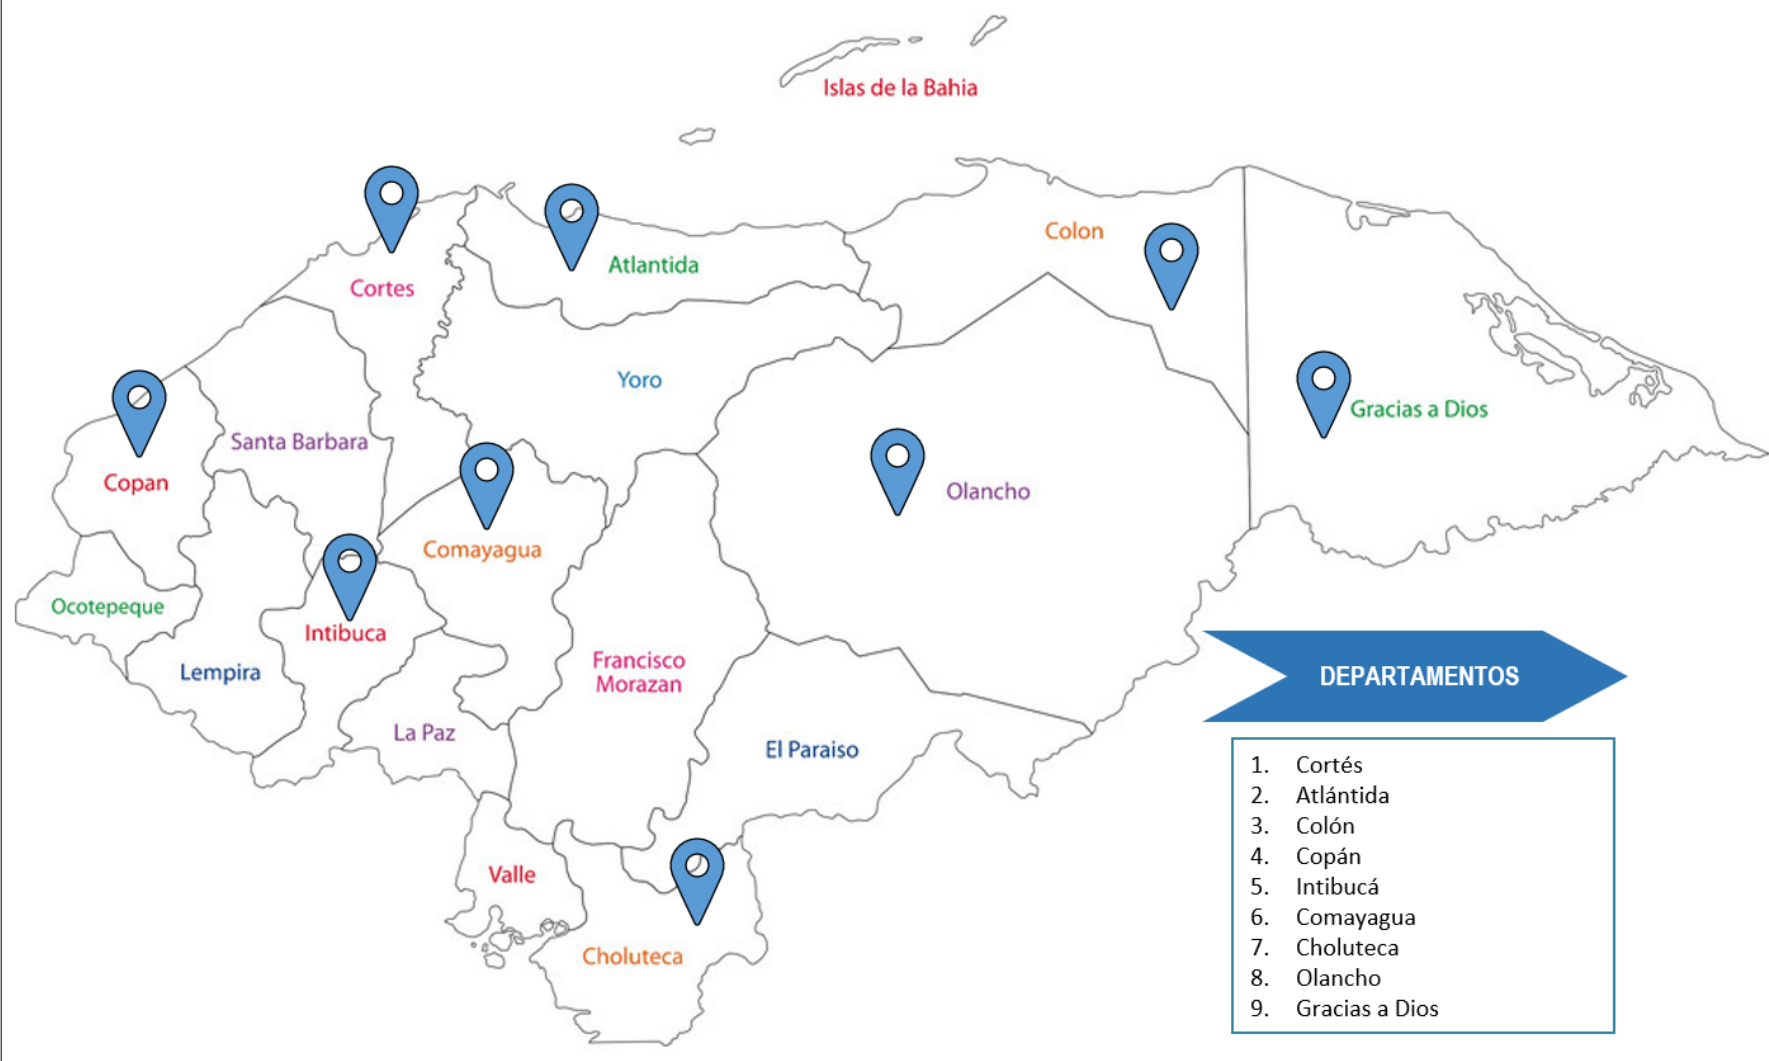 Islas de la Bahia
Colon
Atlantida
Cortes
Yoro
Gracias a Dios
Santa Barbara
Copan
Olancho
Comayagua
Ocotepeque
Intibuca
Lempira
Francisco
Morazan
La Paz
El Paraiso
Valle
Choluteca
DEPARTAMENTOS
1. Cortés
2. Atlántida
3. Colón
4. Copán
5. Intibucá
6. Comayagua
7. Choluteca
8. Olancho
9. Gracias a Dios